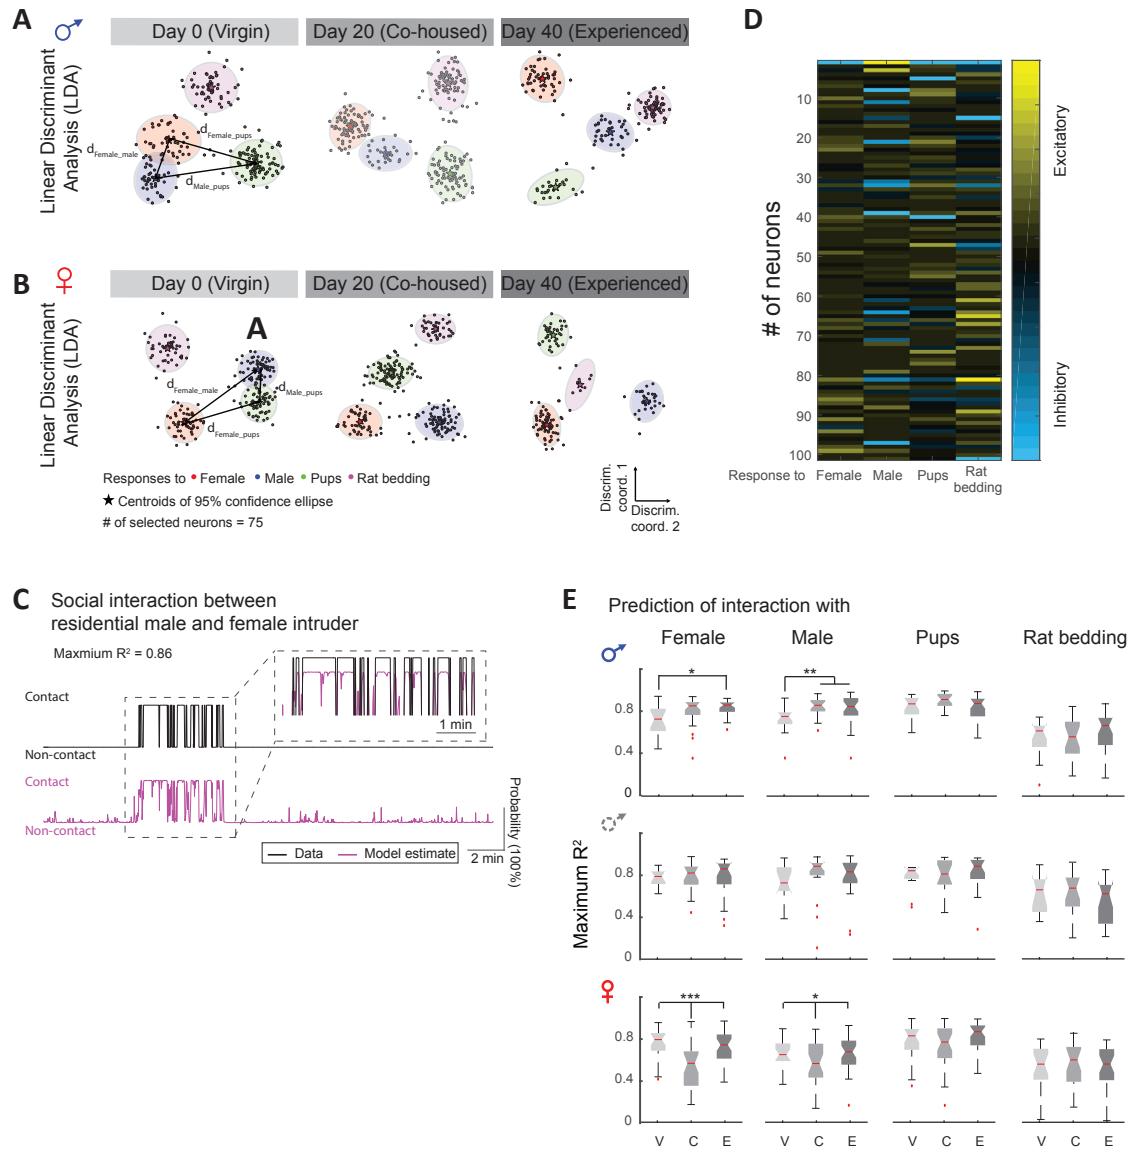 A
Day 0 (Virgin)
Day 20 (Co-housed)
Day 40 (Experienced)
Linear Discriminant
Analysis (LDA)
dFemale_pups
dFemale_male
dMale_pups
B
Day 0 (Virgin)
Day 20 (Co-housed)
Day 40 (Experienced)
Linear Discriminant
Analysis (LDA)
A
dFemale_male
dMale_pups
dFemale_pups
Responses to Female Male Pups Rat bedding
★ Centroids of 95% confidence ellipse
# of selected neurons = 75
Discrim.
coord. 1
Discrim.
coord. 2
D
# of neurons
10
20
30
40
50
60
70
80
90
100
Response to Female Male Pups Rat
bedding
Excitatory
Inhibitory
C
Social interaction between
residential male and female intruder
Maxmium R² = 0.86
Contact
Non-contact
Contact
Non-contact
1 min
2 min
Probability (100%)
Data Model estimate
E
Prediction of interaction with
Female Male Pups Rat bedding
Maximum R²
0.8
0.4
0
*
**
0.8
0.4
0
0.8
0.4
0
***
*
V C E V C E V C E V C E